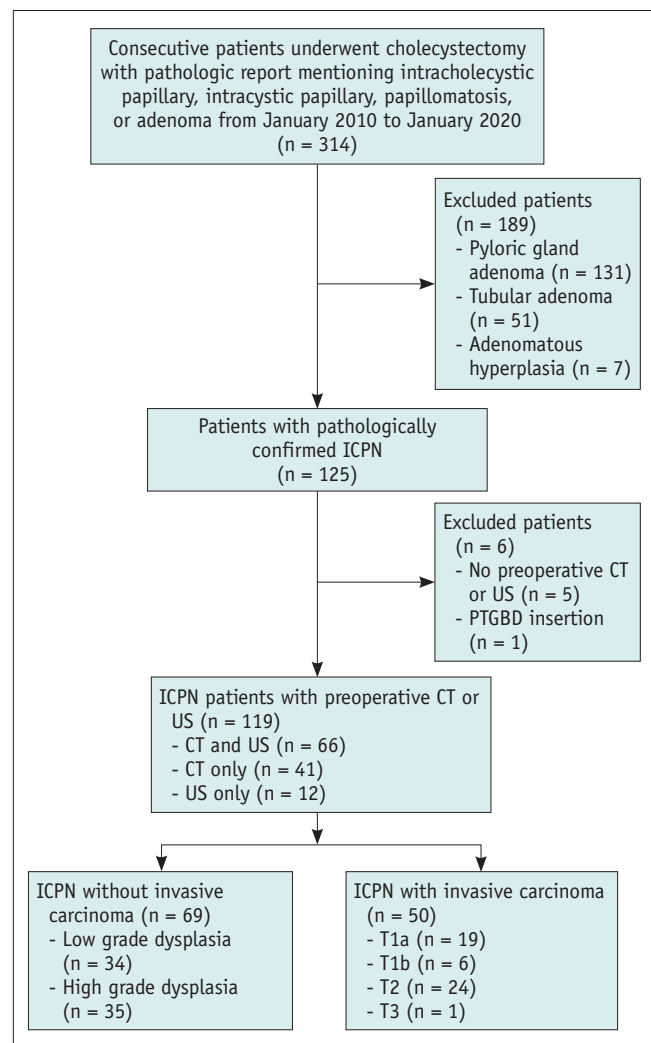 Consecutive patients underwent cholecystectomy
with pathologic report mentioning intracholecystic
papillary, intracystic papillary, papillomatosis,
or adenoma from January 2010 to January 2020
(n = 314)
Excluded patients
(n = 189)
- Pyloric gland
adenoma (n = 131)
- Tubular adenoma
(n = 51)
- Adenomatous
hyperplasia (n = 7)
Patients with pathologically
confirmed ICPN
(n = 125)
Excluded patients
(n = 6)
- No preoperative CT
or US (n = 5)
- PTGBD insertion
(n = 1)
ICPN patients with preoperative CT or
US (n = 119)
- CT and US = 66)
- CT only (n = 41)
- US only (n = 12)
ICPN without invasive
carcinoma (n = 69)
- Low grade dysplasia
(n = 34)
- High grade dysplasia
(n = 35)
ICPN with invasive carcinoma
(n = 50)
- T1a (n = 19)
- T1b (n = 6)
- T2 (n = 24)
- T3 (n = 1)